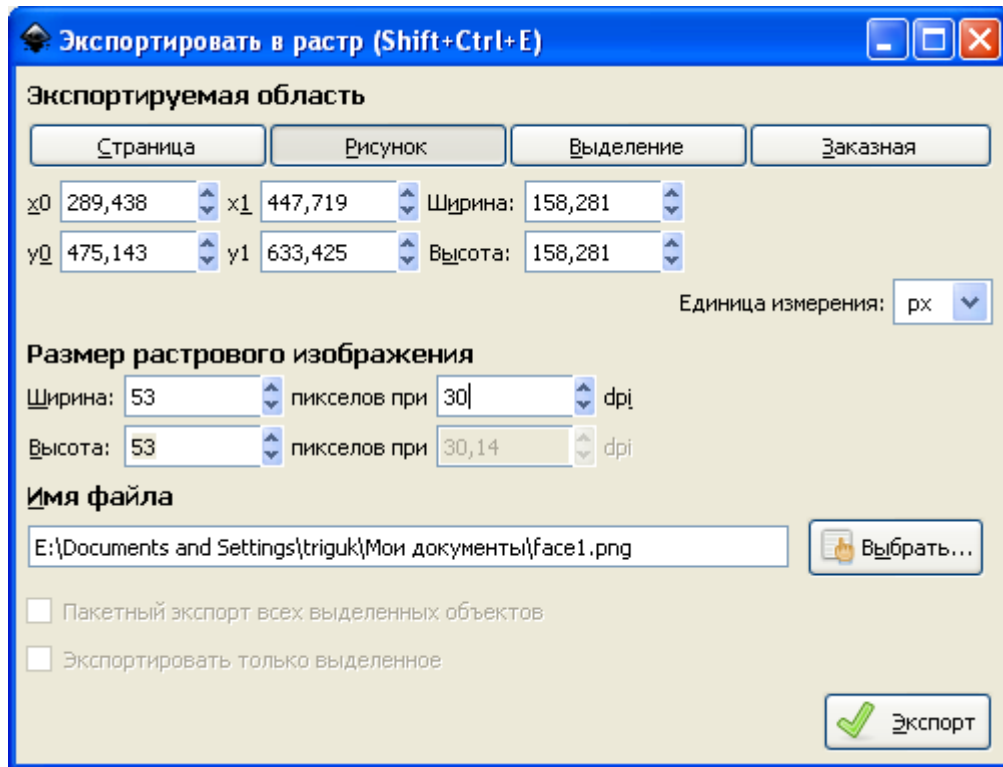 Экспортировать в растр (Shift+Ctrl+E)
Экспортируемая область
Страница Рисунок Выделение Заказная
x0 289,438 x1 447,719 Ширина: 158,281
y0 475,143 y1 633,425 Высота: 158,281
Единица измерения: px
Размер растрового изображения
Ширина: 53 пикселов при 30 dpi
Высота: 53 пикселов при 30,14 dpi
Имя файла
E:\Documents and Settings\triguk\Мои документы\face1.png Выбрать...
Пакетный экспорт всех выделенных объектов
Экспортировать только выделенное
Экспорт